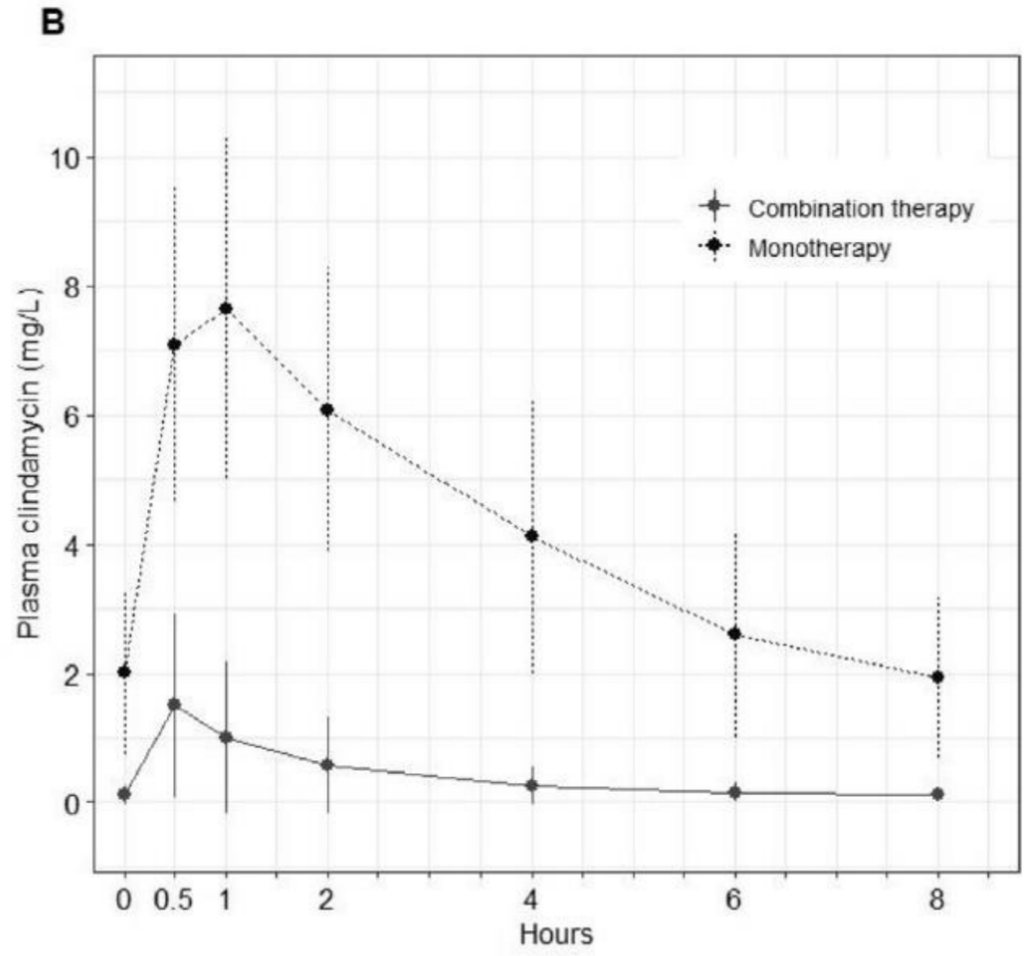 B
10
8
6
4
2
0
Plasma clindamycin (mg/L)
Combination therapy
Monotherapy
0 0.5 1 2 4 6 8
Hours